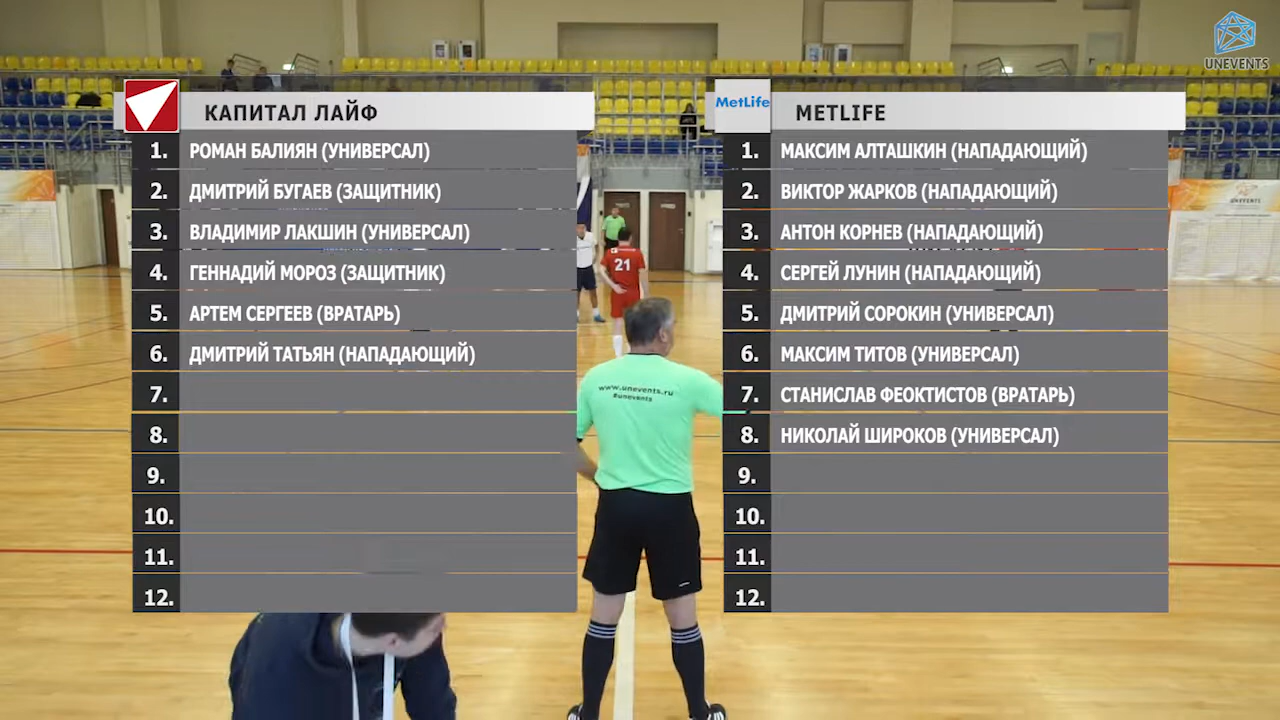 UNEVENTS
КАПИТАЛ ЛАЙФ
1. РОМАН БАЛИЯН (УНИВЕРСАЛ)
2. ДМИТРИЙ БУГАЕВ (ЗАЩИТНИК)
3. ВЛАДИМИР ЛАКШИН (УНИВЕРСАЛ)
4. ГЕННАДИЙ МОРОЗ (ЗАЩИТНИК)
5. АРТЕМ СЕРГЕЕВ (ВРАТАРЬ)
6. ДМИТРИЙ ТАТЬЯН (НАПАДАЮЩИЙ)
7.
8.
9.
10.
11.
12.
MetLife
METLIFE
1. МАКСИМ АЛТАШКИН (НАПАДАЮЩИЙ)
2. ВИКТОР ЖАРКОВ (НАПАДАЮЩИЙ)
3. АНТОН КОРНЕВ (НАПАДАЮЩИЙ)
4. СЕРГЕЙ ЛУНИН (НАПАДАЮЩИЙ)
5. ДМИТРИЙ СОРОКИН (УНИВЕРСАЛ)
6. МАКСИМ ТИТОВ (УНИВЕРСАЛ)
7. СТАНИСЛАВ ФЕОКТИСТОВ (ВРАТАРЬ)
8. НИКОЛАЙ ШИРОКОВ (УНИВЕРСАЛ)
9.
10.
11.
12.
21
www.unevents.ru
#unevents
UNEVENTS